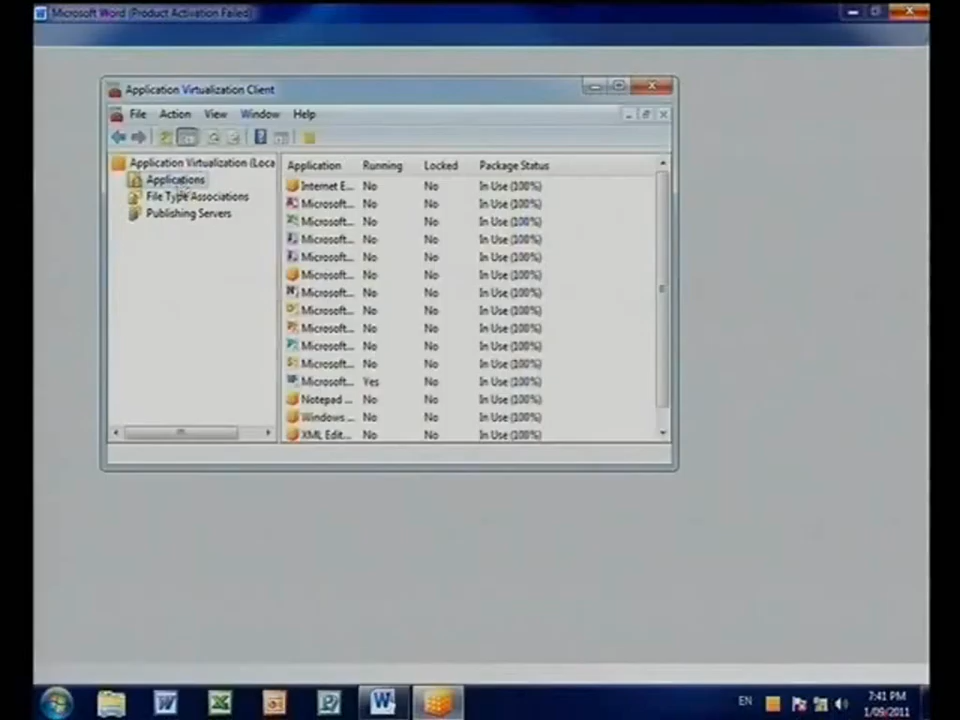 Microsoft Word (Product Activation Failed)
Application Virtualization Client
File Action View Window Help
Application Virtualization (Loca
Applications
File Type Associations
Publishing Servers
Application Running Locked Package Status
Internet E... No No In Use (100%)
Microsoft... No No In Use (100%)
Microsoft... No No In Use (100%)
Microsoft... No No In Use (100%)
Microsoft... No No In Use (100%)
Microsoft... No No In Use (100%)
Microsoft... No No In Use (100%)
Microsoft... No No In Use (100%)
Microsoft... No No In Use (100%)
Microsoft... No No In Use (100%)
Microsoft... No No In Use (100%)
Microsoft... Yes No In Use (100%)
Notepad ... No No In Use (100%)
Windows ... No No In Use (100%)
XML Edit... No No In Use (100%)
EN
7:41 PM
1/09/2011